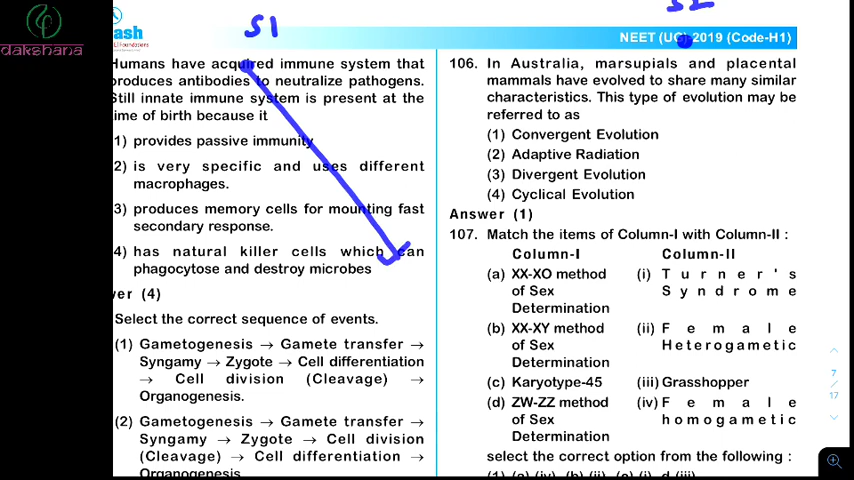 S1
S2
dakshana
ash
NEET (UG) 2019 (Code-H1)
Humans have acquired immune system that
produces antibodies to neutralize pathogens.
Still innate immune system is present at the
ime of birth because it
1) provides passive immunity
2) is very specific and uses different
macrophages.
3) produces memory cells for mounting fast
secondary response.
4) has natural killer cells which can
phagocytose and destroy microbes
wer (4)
Select the correct sequence of events.
(1) Gametogenesis → Gamete transfer →
Syngamy → Zygote → Cell differentiation
→ Cell division (Cleavage) →
Organogenesis.
(2) Gametogenesis → Gamete transfer →
Syngamy → Zygote → Cell division
(Cleavage) → Cell differentiation →
Organogenesis
106. In Australia, marsupials and placental
mammals have evolved to share many similar
characteristics. This type of evolution may be
referred to as
(1) Convergent Evolution
(2) Adaptive Radiation
(3) Divergent Evolution
(4) Cyclical Evolution
Answer (1)
107. Match the items of Column-I with Column-II :
Column-I Column-II
(a) XX-XO method (i) Turner's
of Sex Syndrome
Determination
(b) XX-XY method (ii) Female
of Sex Heterogametic
Determination
(c) Karyotype-45 (iii) Grasshopper
(d) ZW-ZZ method (iv) Female
of Sex homogametic
Determination
select the correct option from the following :
(1) (a) (iv), (b) (ii), (c) (i), d (iii)
7
/
17